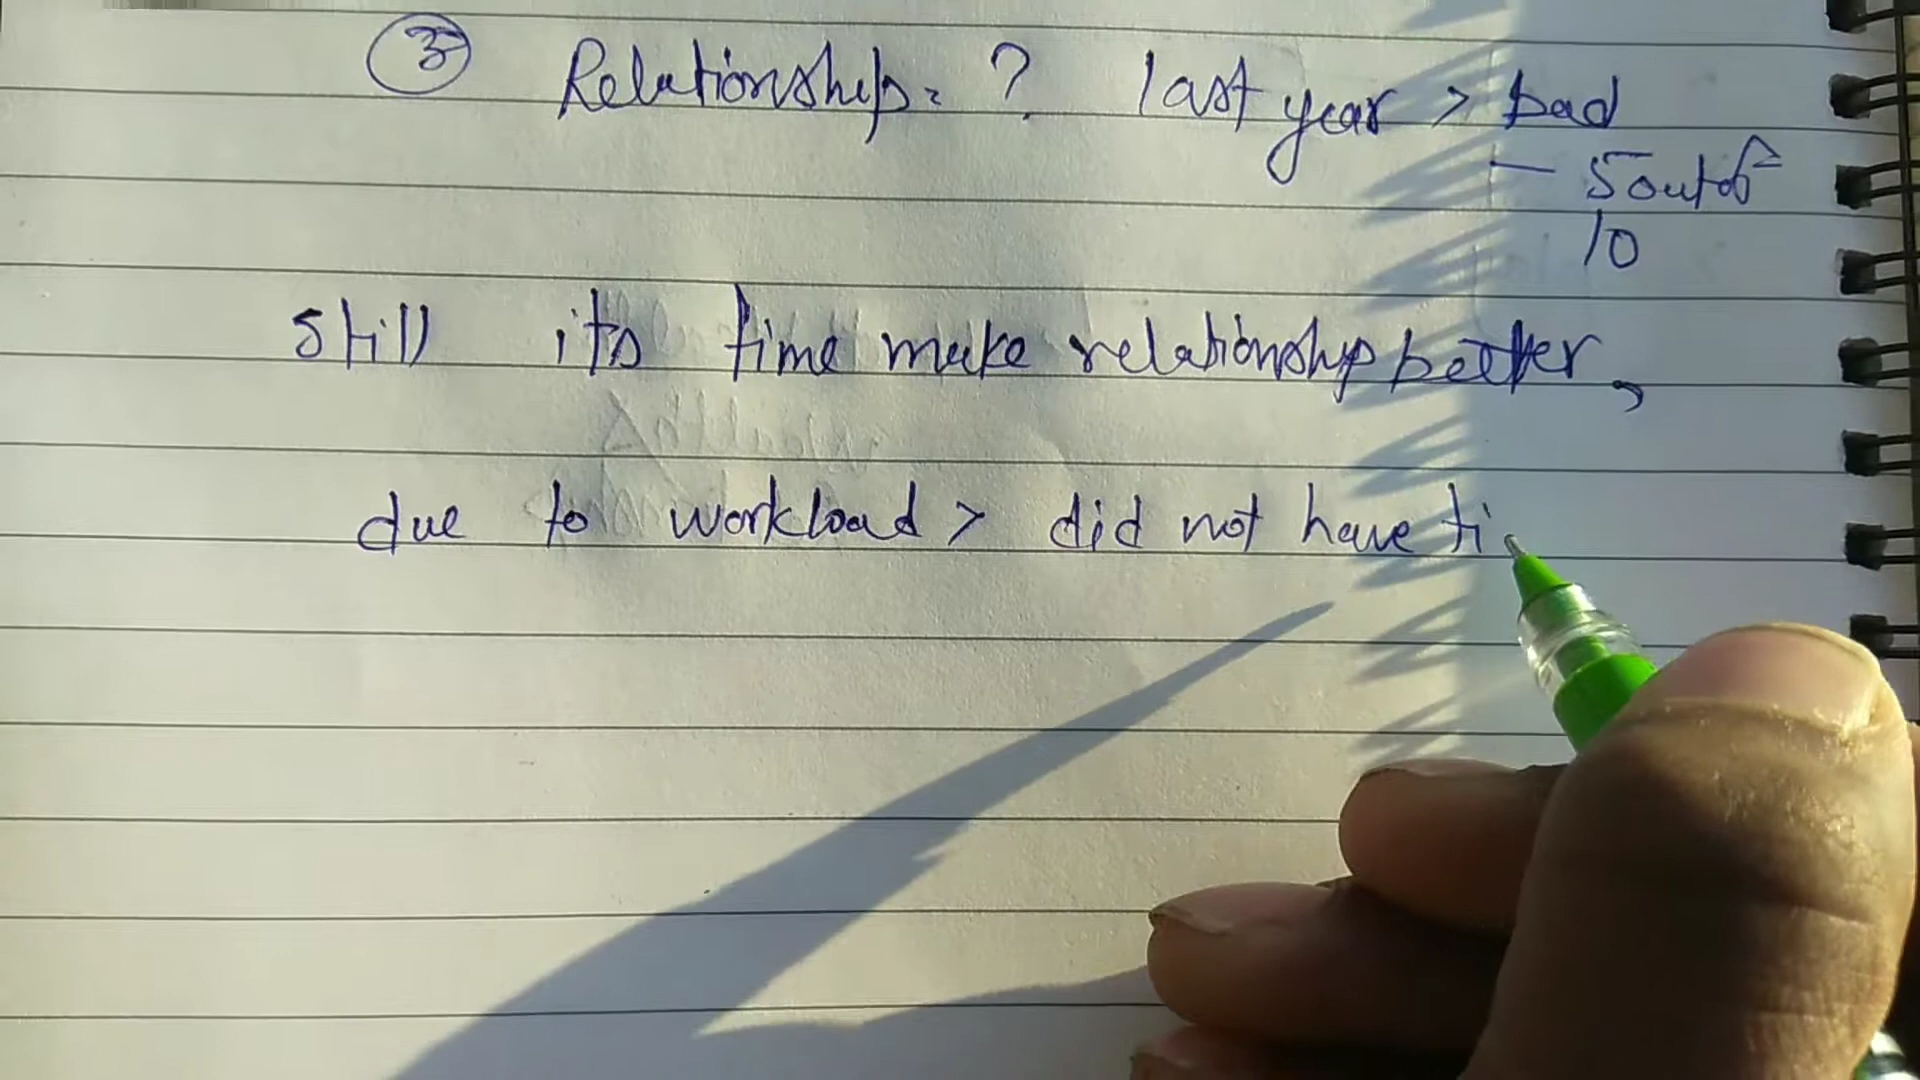 3 Relationship = ? last year > bad
– 5 out of
10
still its time make relationship better,
due to workload > did not have ti